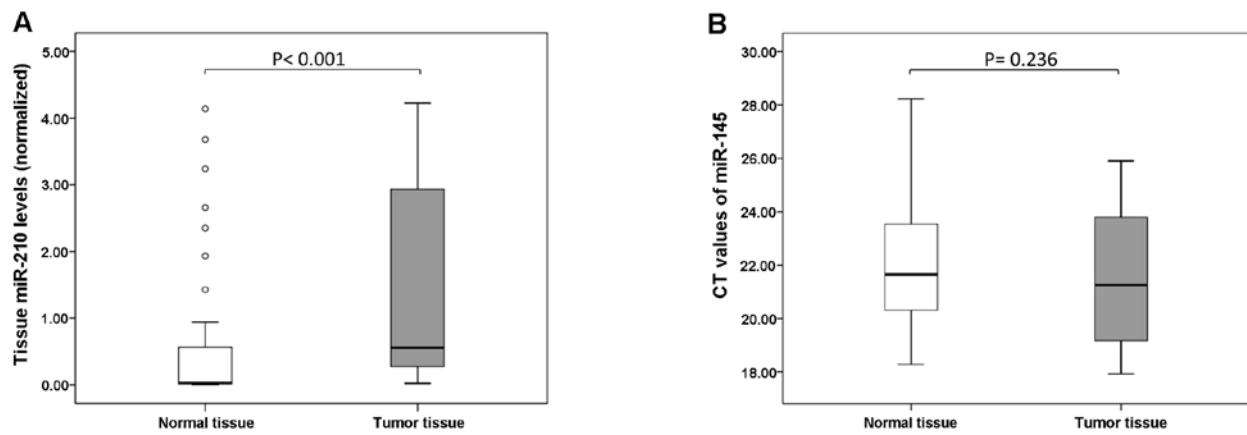 A
Tissue miR-210 levels (normalized)
5.00
4.00
3.00
2.00
1.00
0.00
P< 0.001
Normal tissue
Tumor tissue
B
CT values of miR-145
30.00
28.00
26.00
24.00
22.00
20.00
18.00
P= 0.236
Normal tissue
Tumor tissue